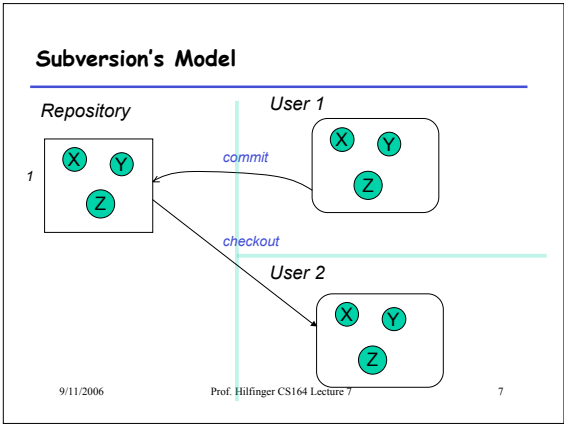 Subversion's Model
Repository
User 1
X Y
Z
1
commit
X Y
Z
checkout
User 2
X Y
Z
9/11/2006 Prof. Hilfinger CS164 Lecture 7 7